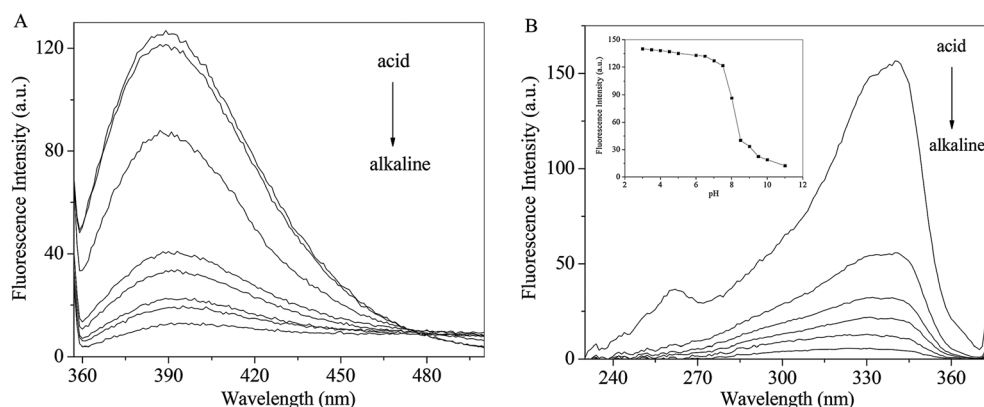 A
120
80
40
0
360
390
420
450
480
Fluorescence Intensity (a.u.)
Wavelength (nm)
acid
alkaline
B
150
100
50
0
240
270
300
330
360
Fluorescence Intensity (a.u.)
Wavelength (nm)
acid
alkaline
150
120
90
60
30
0
2
4
6
8
10
12
Fluorescence Intensity (a.u.)
pH